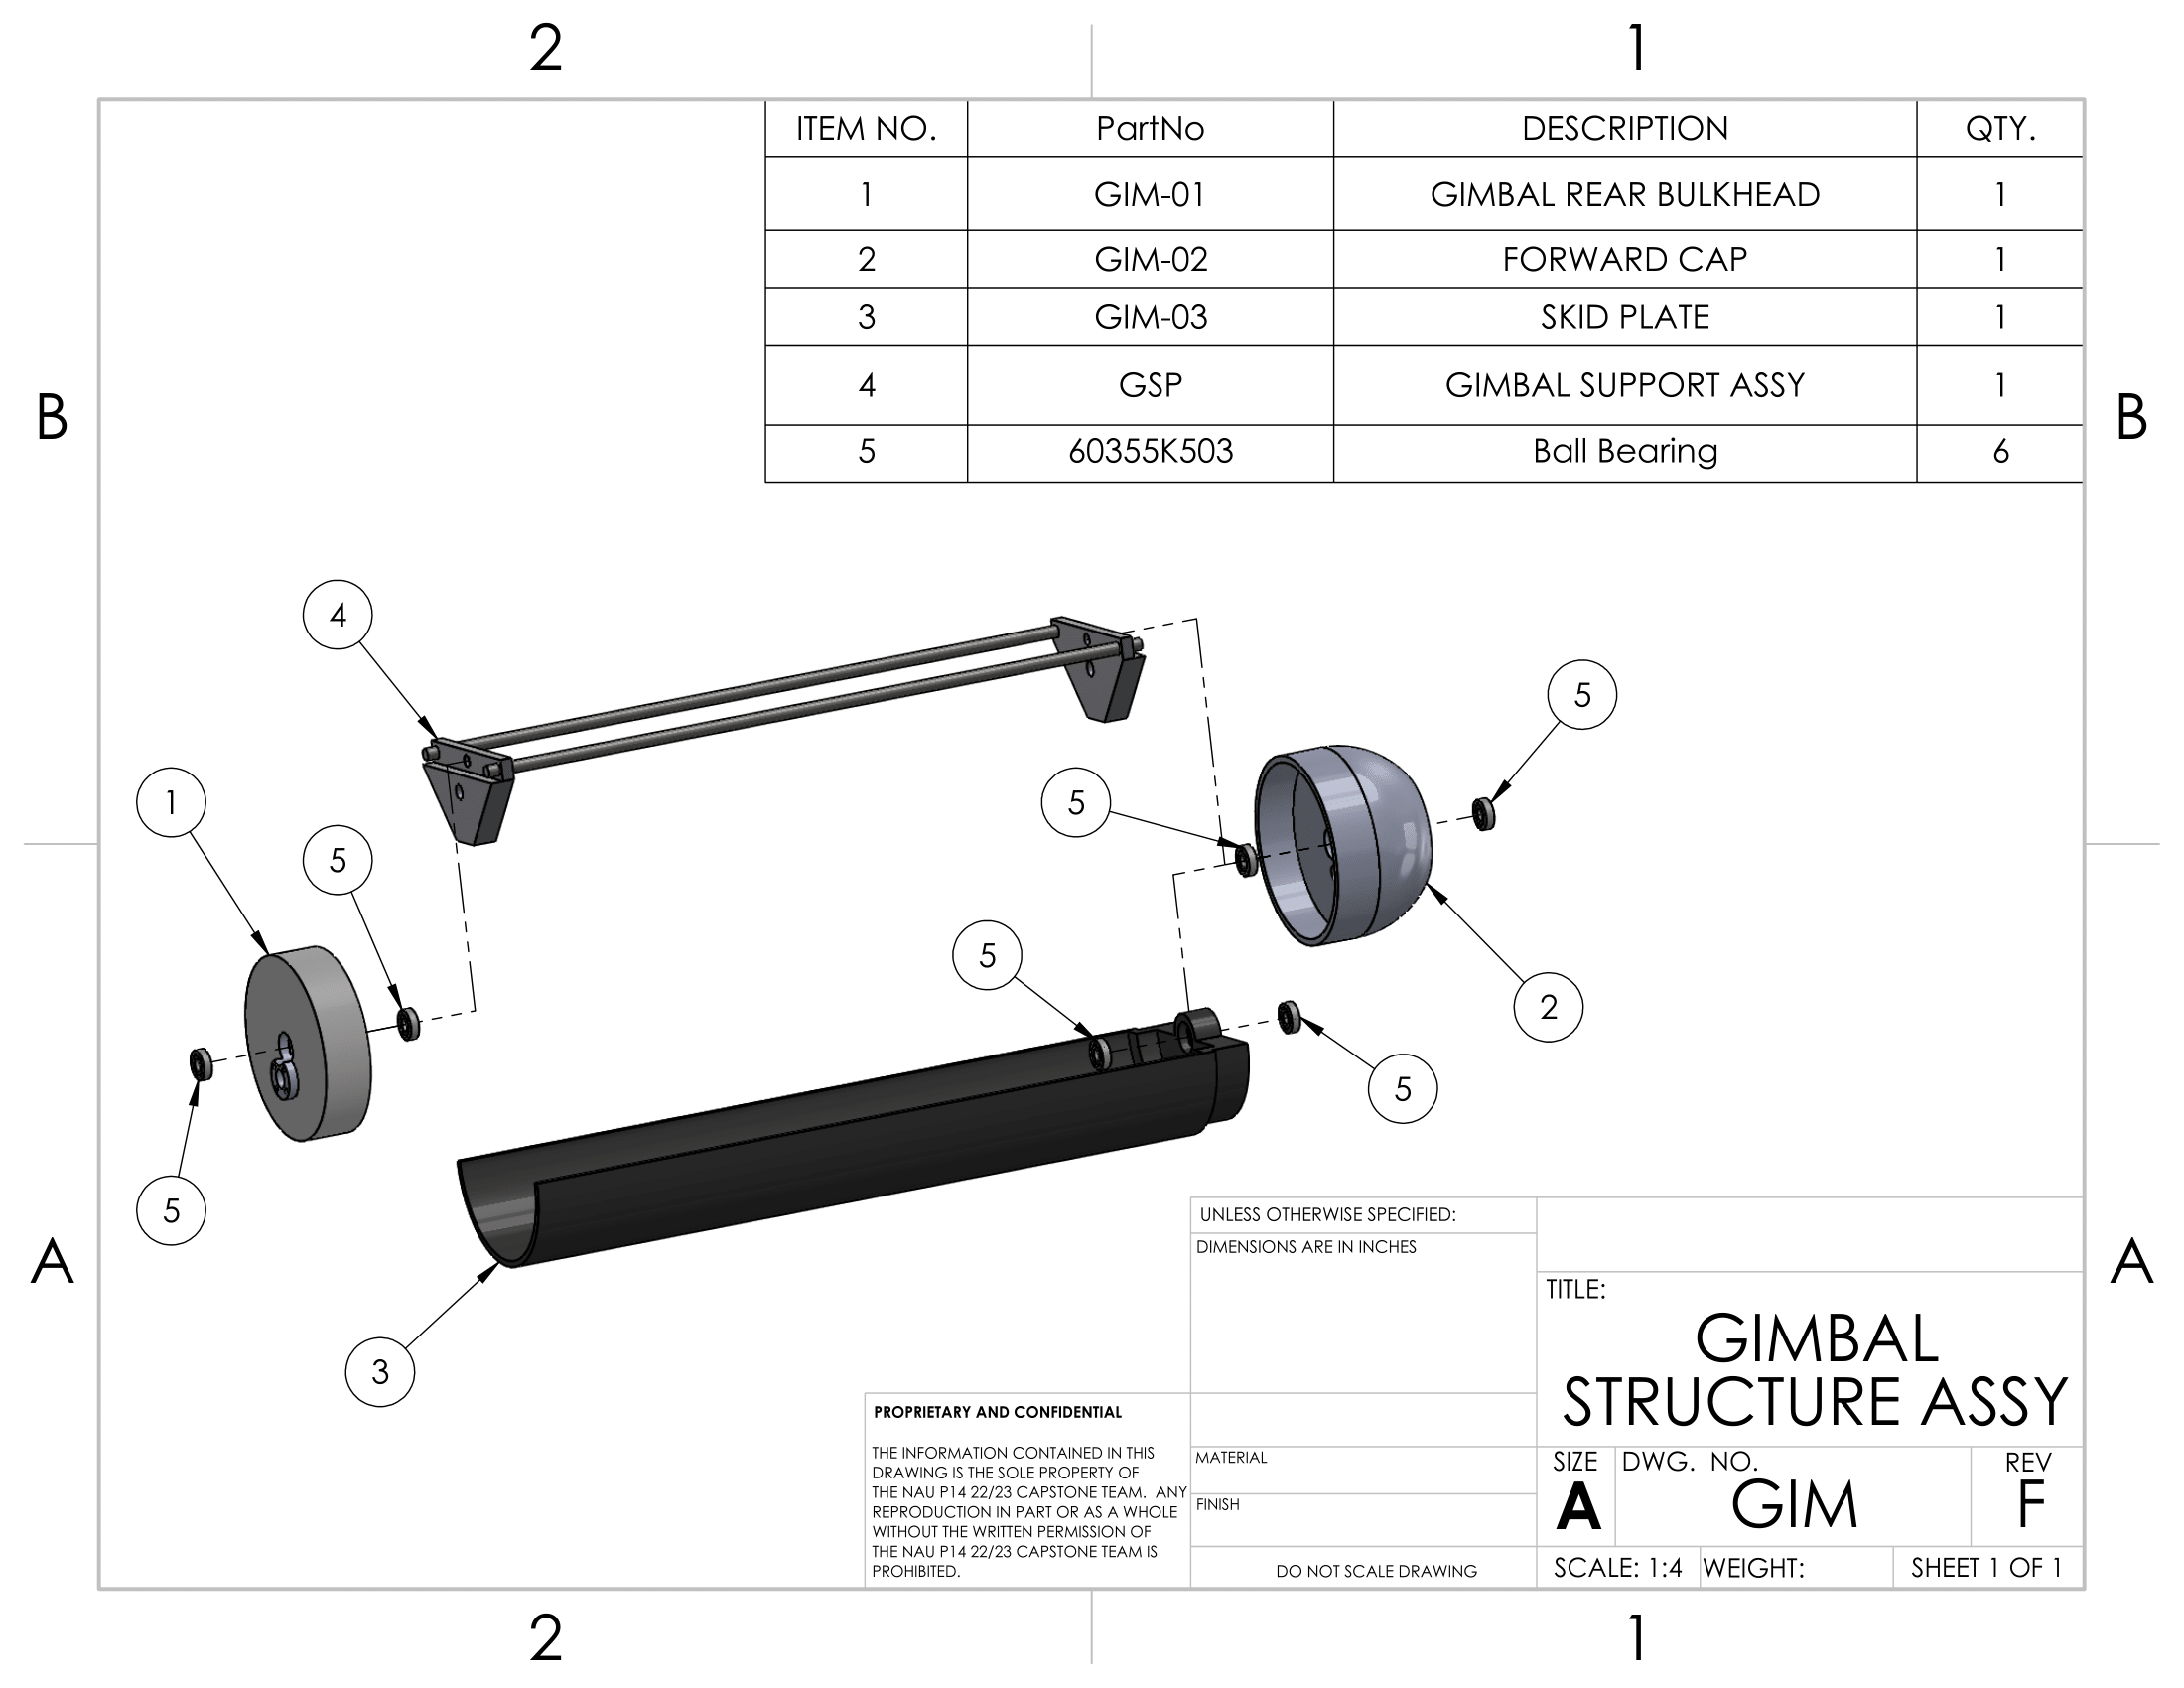 2 1
ITEM NO. PartNo DESCRIPTION QTY.
1 GIM-01 GIMBAL REAR BULKHEAD 1
2 GIM-02 FORWARD CAP 1
3 GIM-03 SKID PLATE 1
B 4 GSP GIMBAL SUPPORT ASSY 1 B
5 60355K503 Ball Bearing 6
4
5
1 5
5
5
2
5
5
A A
3
UNLESS OTHERWISE SPECIFIED:
DIMENSIONS ARE IN INCHES
TITLE:
GIMBAL
STRUCTURE ASSY
PROPRIETARY AND CONFIDENTIAL
THE INFORMATION CONTAINED IN THIS
DRAWING IS THE SOLE PROPERTY OF
THE NAU P14 22/23 CAPSTONE TEAM. ANY
REPRODUCTION IN PART OR AS A WHOLE
WITHOUT THE WRITTEN PERMISSION OF
THE NAU P14 22/23 CAPSTONE TEAM IS
PROHIBITED.
MATERIAL
FINISH
DO NOT SCALE DRAWING
SIZE DWG. NO. REV
A GIM F
SCALE: 1:4 WEIGHT: SHEET 1 OF 1
2 1